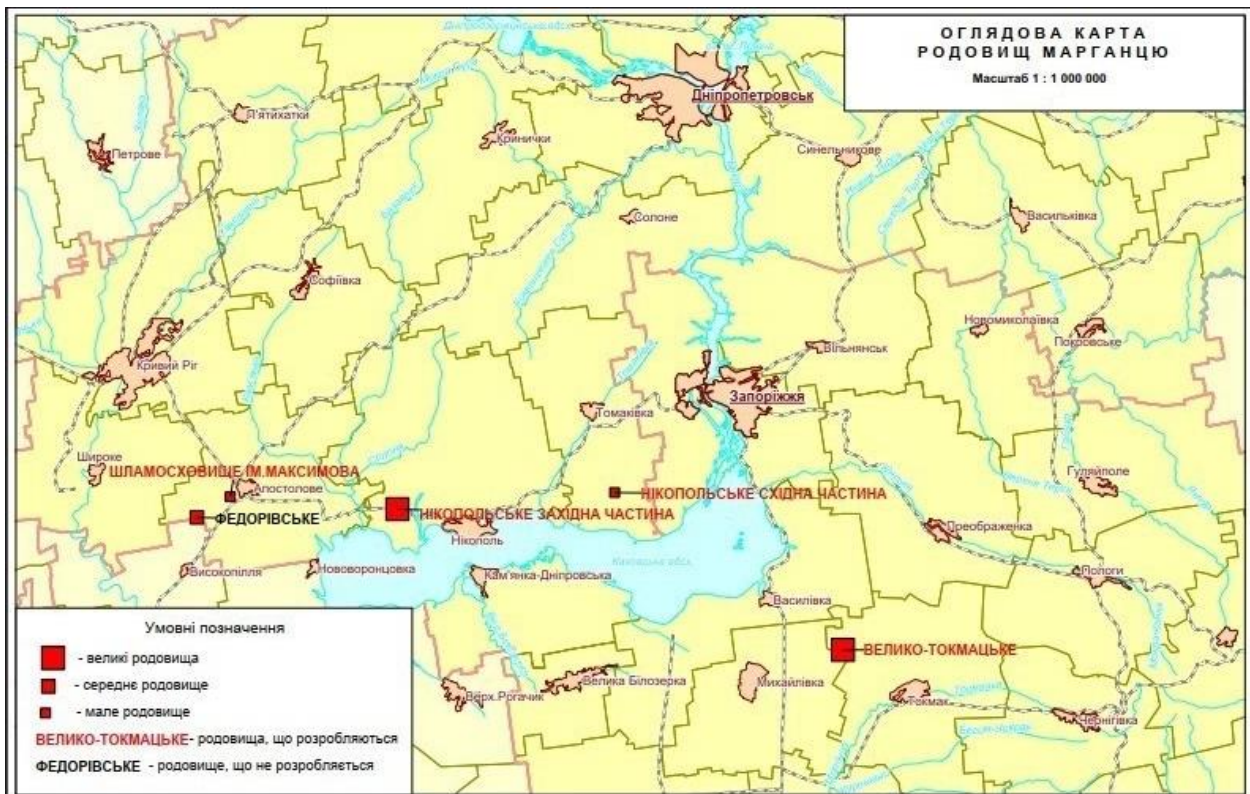 ОГЛЯДОВА КАРТА
РОДОВИЩ МАРГАНЦЮ
Масштаб 1 : 1 000 000
Дніпропетровськ
П'ятихатки
Кринички
Петрове
Синельникове
Солоне
Васильківка
Софіївка
Новомиколаївка
Покровське
Вільнянськ
Кривий Ріг
Запоріжжя
Томаківка
Широке
ШЛАМОСХОВИЩЕ ІМ.МАКСИМОВА
Гуляйполе
Апостолове
НІКОПОЛЬСЬКЕ СХІДНА ЧАСТИНА
ФЕДОРІВСЬКЕ
НІКОПОЛЬСЬКЕ ЗАХІДНА ЧАСТИНА
Преображенка
Нікополь
Каховське вдсх.
Високопілля
Нововоронцовка
Кам'янка-Дніпровська
Пологи
Василівка
ВЕЛИКО-ТОКМАЦЬКЕ
Велика Білозерка
Михайлівка
Верх.Рогачик
Токмак
Чернігівка
Умовні позначення
- великі родовища
- середнє родовище
- мале родовище
ВЕЛИКО-ТОКМАЦЬКЕ- родовища, що розробляються
ФЕДОРІВСЬКЕ - родовище, що не розробляється